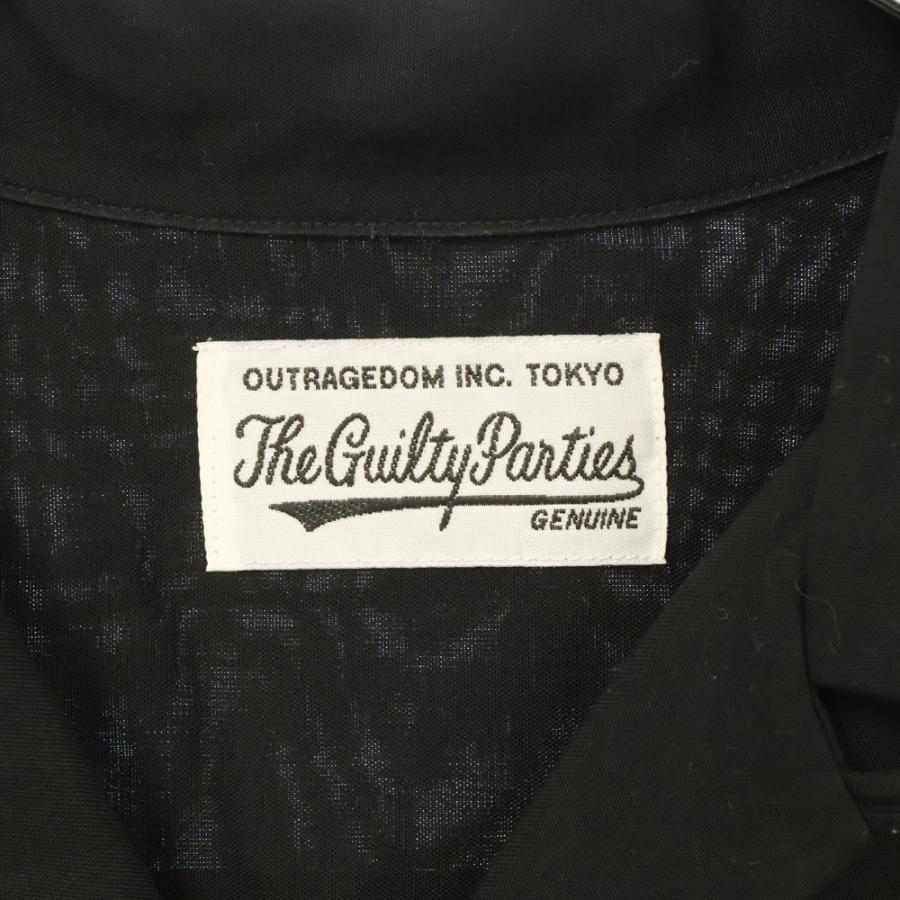 OUTRAGEDOM INC. TOKYO
The Guilty Parties
GENUINE